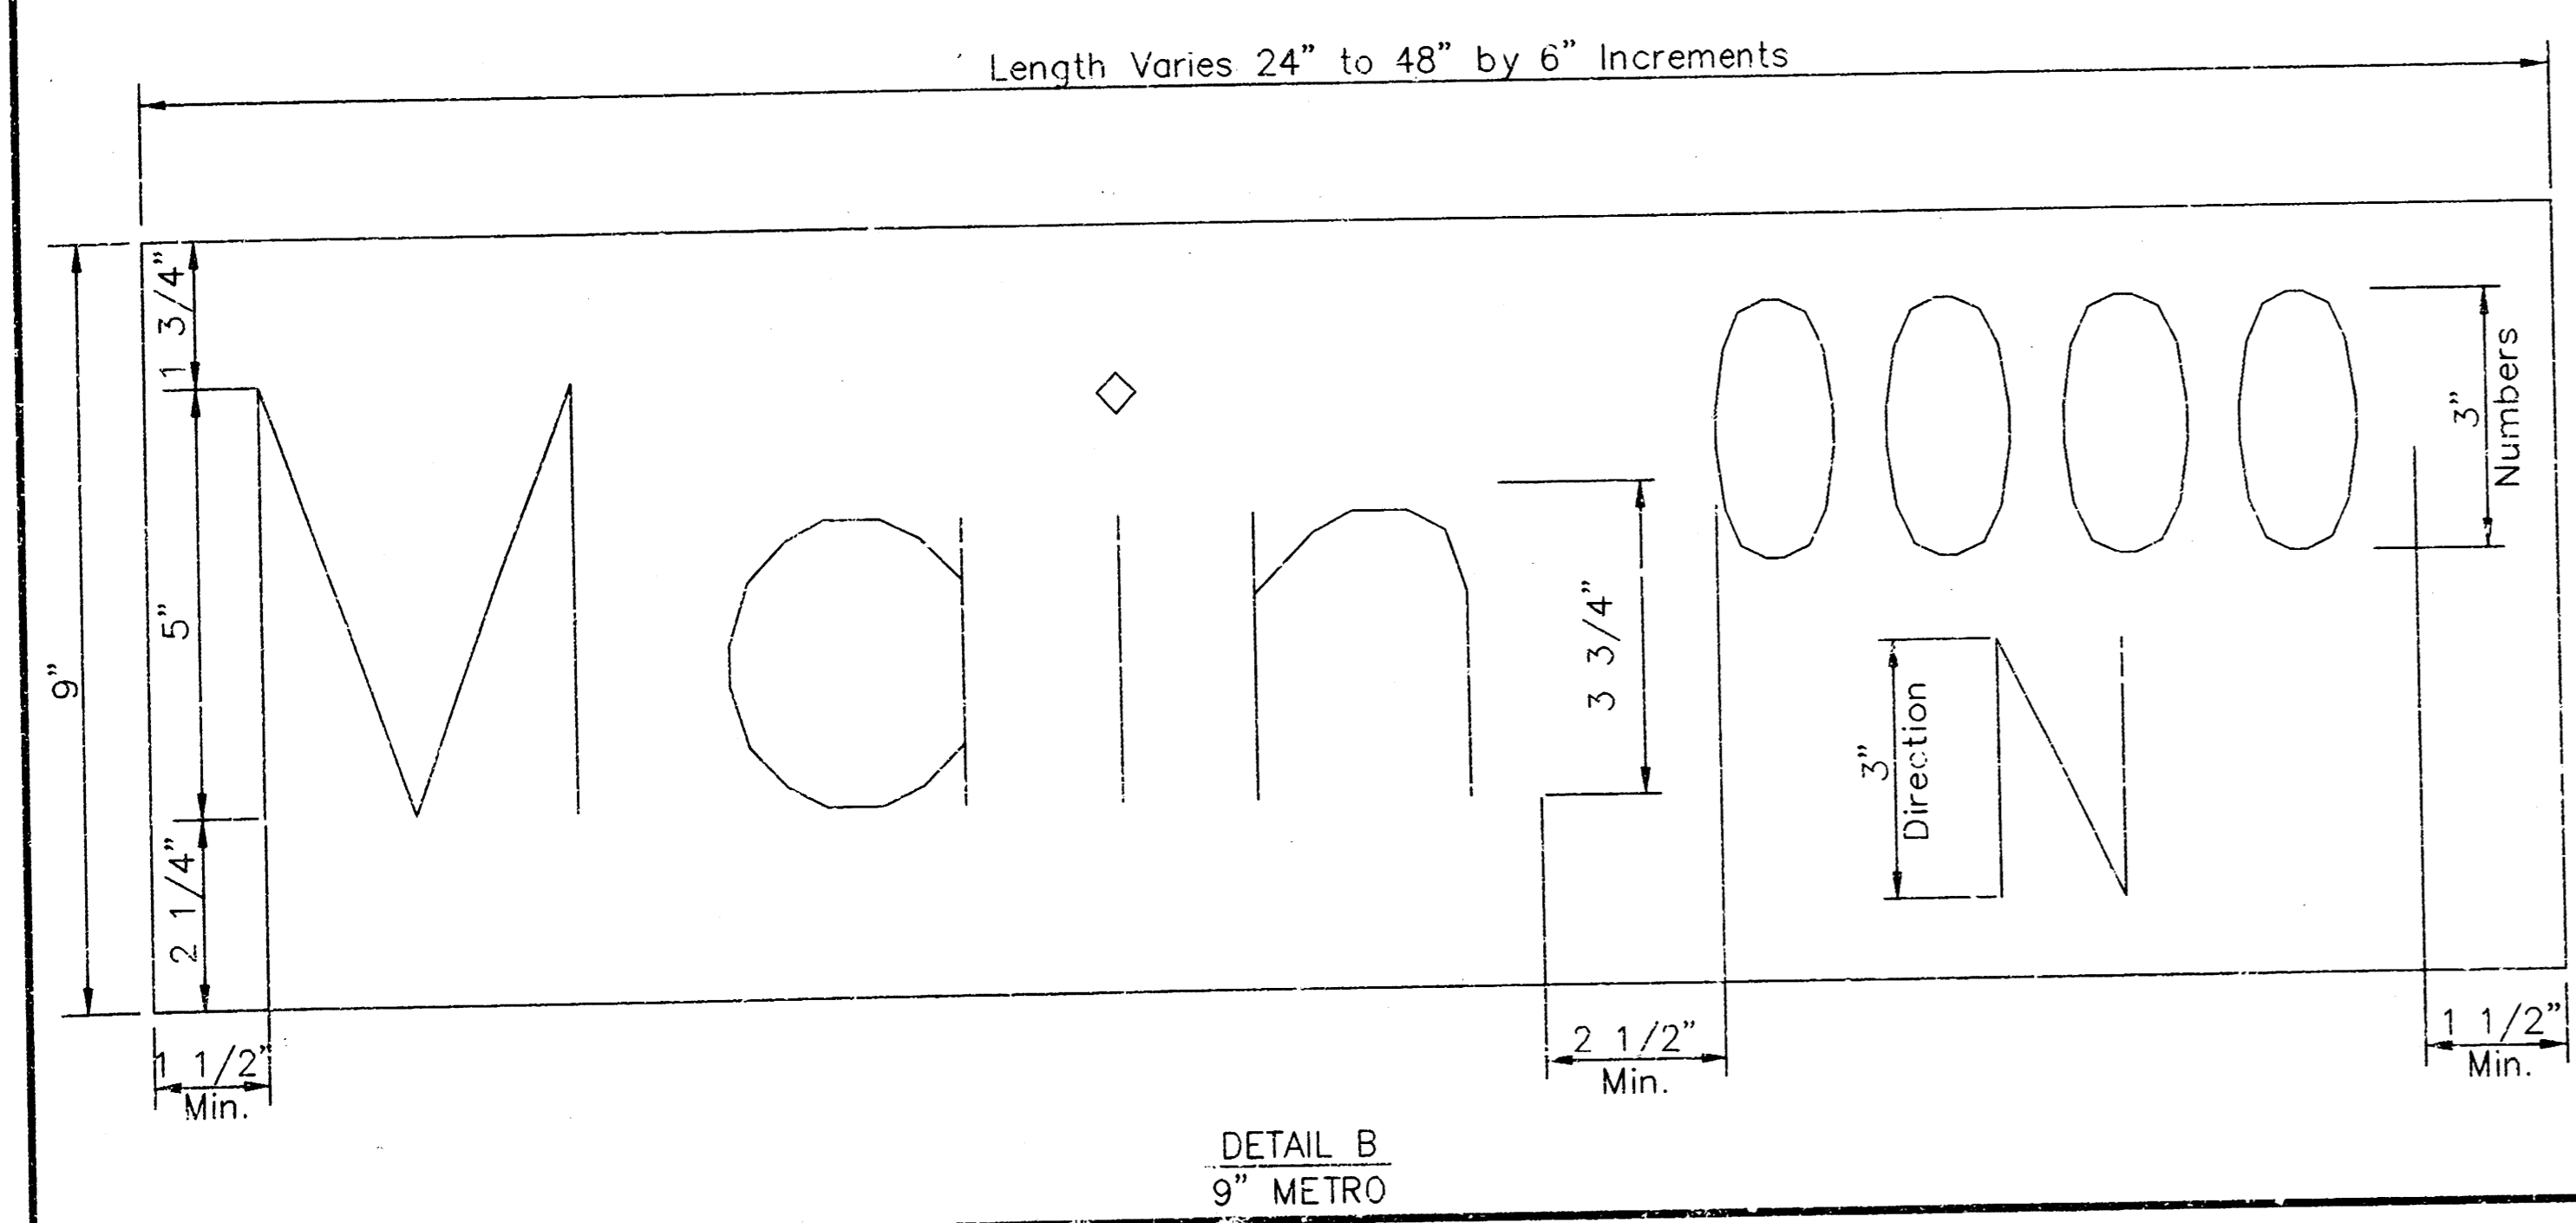 Length Varies 24" to 48" by 6" Increments
1 3/4"
5"
9"
2 1/4"
Main
0000
3"
Numbers
3 3/4"
3"
Direction
N
1 1/2"
Min.
2 1/2"
Min.
1 1/2"
Min.
DETAIL B
9" METRO